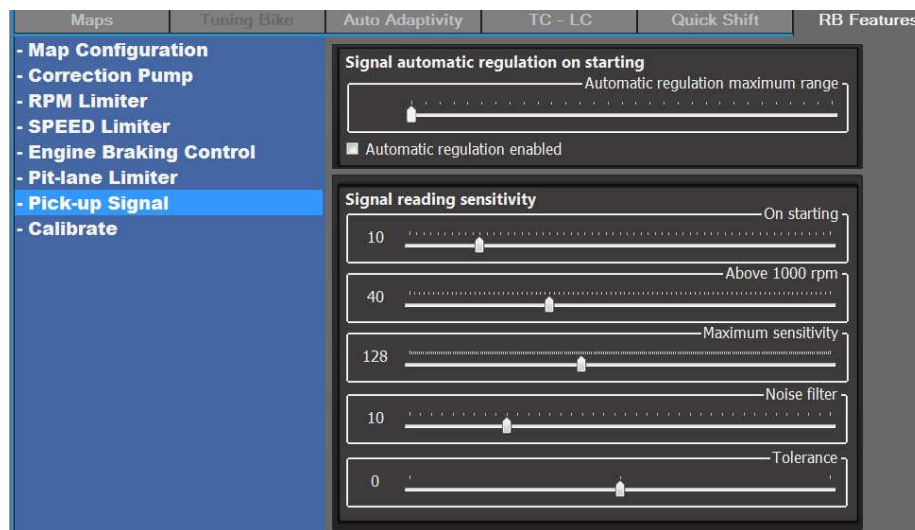 Maps Tuning Bike Auto Adaptivity TC - LC Quick Shift RB Features
- Map Configuration
- Correction Pump
- RPM Limiter
- SPEED Limiter
- Engine Braking Control
- Pit-lane Limiter
- Pick-up Signal
- Calibrate
Signal automatic regulation on starting
Automatic regulation maximum range
Automatic regulation enabled
Signal reading sensitivity
On starting
10
Above 1000 rpm
40
Maximum sensitivity
128
Noise filter
10
Tolerance
0